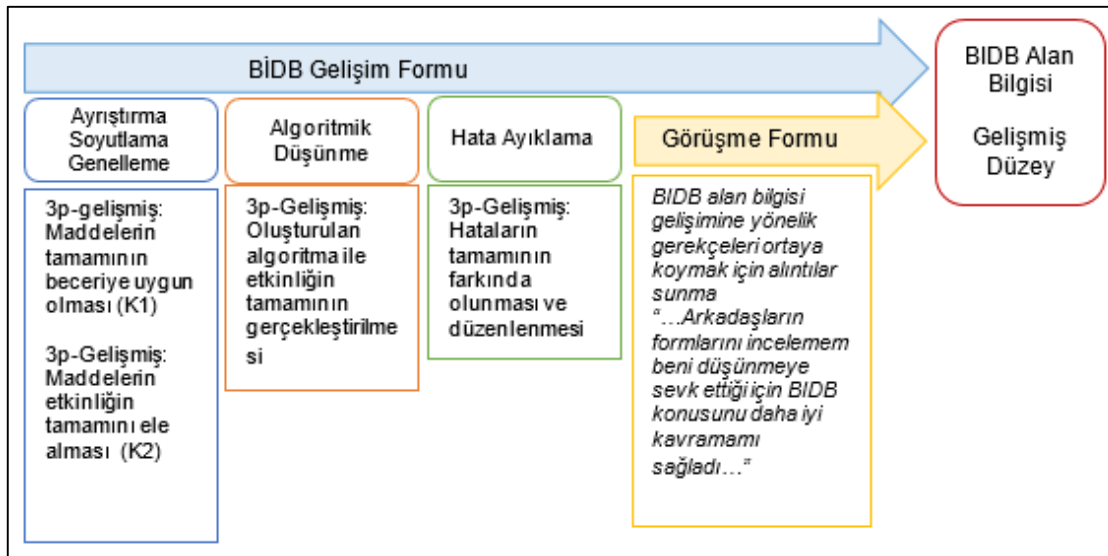 BİDB Gelişim Formu
BIDB Alan
Bilgisi
Gelişmiş
Düzey
Ayrıştırma
Soyutlama
Genelleme
3p-gelişmiş:
Maddelerin
tamamının
beceriye uygun
olması (K1)
3p-Gelişmiş:
Maddelerin
etkinliğin
tamamını ele
alması (K2)
Algoritmik
Düşünme
3p-Gelişmiş:
Oluşturulan
algoritma ile
etkinliğin
tamamının
gerçekleştirilme
si
Hata Ayıklama
3p-Gelişmiş:
Hataların
tamamının
farkında
olunması ve
düzenlenmesi
Görüşme Formu
BIDB alan bilgisi
gelişimine yönelik
gerekçeleri ortaya
koymak için alıntılar
sunma
“…Arkadaşların
formlarını incelemem
beni düşünmeye
sevk ettiği için BIDB
konusunu daha iyi
kavramamı
sağladı…”